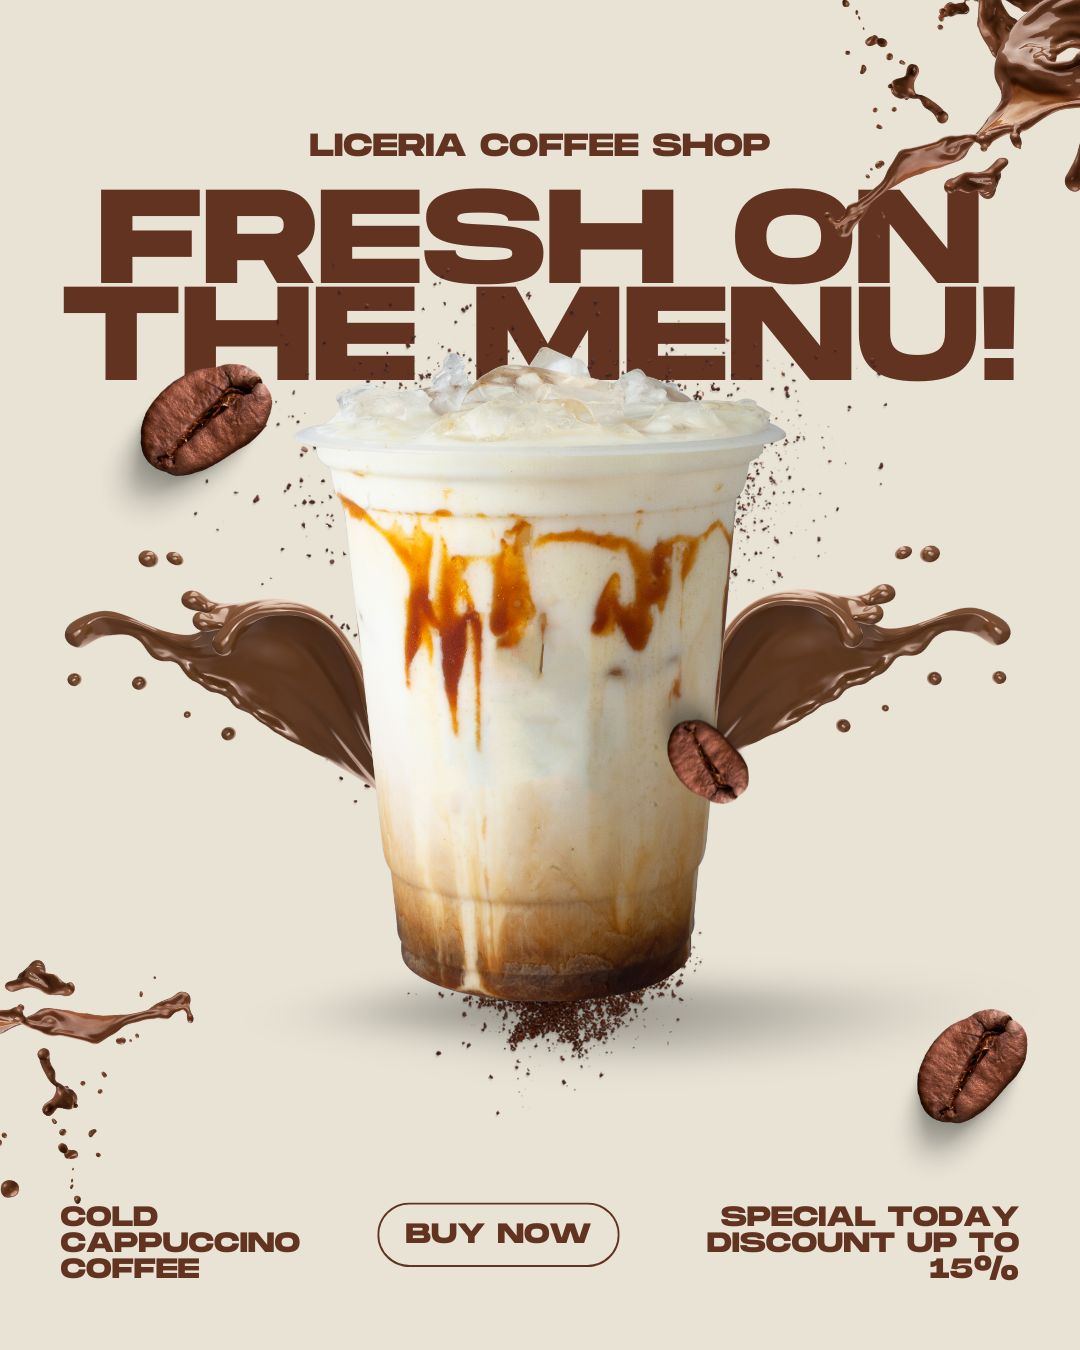 LICERIA COFFEE SHOP
FRESH ON
THE MENU!
COLD
CAPPUCCINO
COFFEE
BUY NOW
SPECIAL TODAY
DISCOUNT UP TO
15%